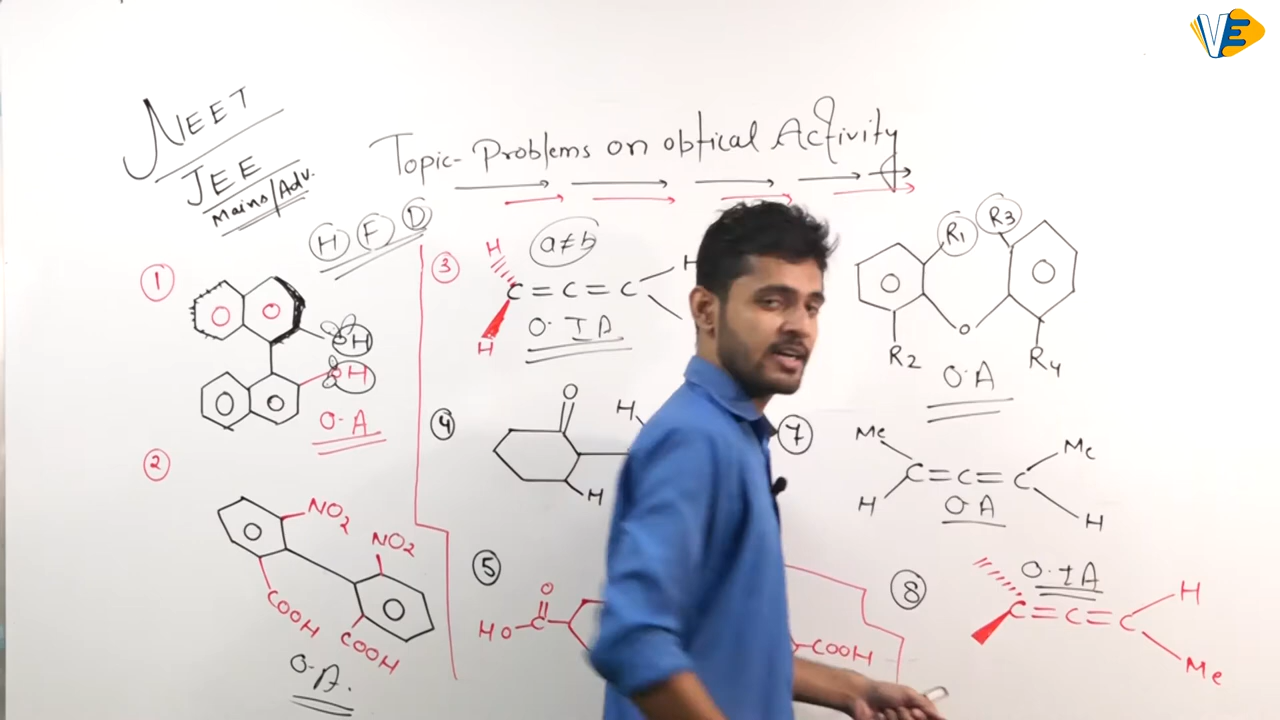 VE
NEET
JEE
Mains/Adv.
Topic- Problems on optical Activity
H F D
1
OH
OH
O·A
2
NO2
NO2
COOH
COOH
O·A.
3
a≠b
H
C=C=C
H
H
O·IA
4
O
H
H
5
O
HO-C
COOH
R1 R3
O
R2 R4
O·A
7
Me Me
C=C=C
H H
O·A
8
O·IA
C=C=C
H
Me